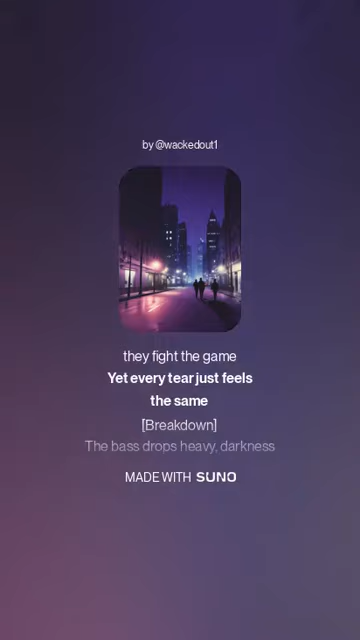 by @wackedout1
they fight the game
Yet every tear just feels
the same
[Breakdown]
The bass drops heavy, darkness
MADE WITH SUNO